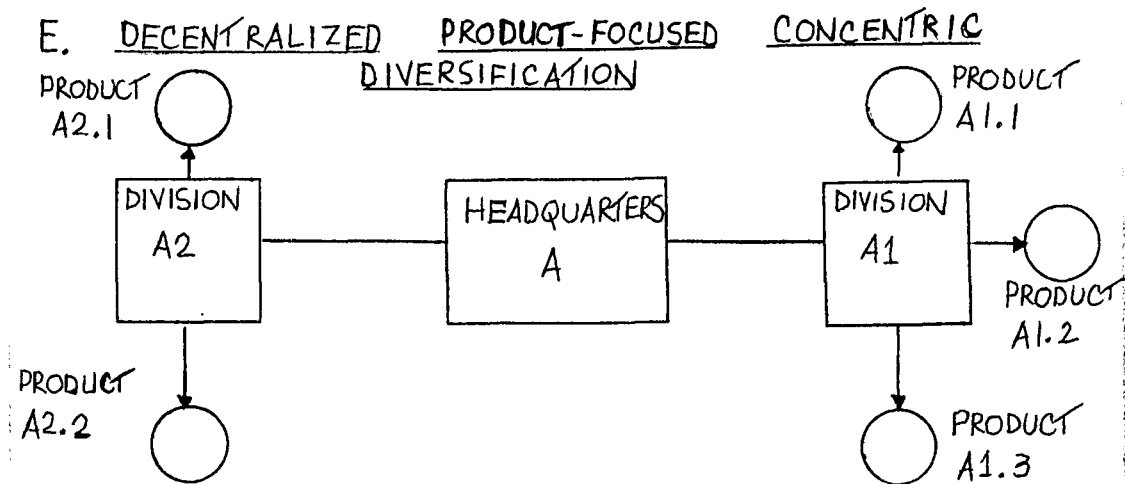 E. DECENTRALIZED PRODUCT-FOCUSED CONCENTRIC
DIVERSIFICATION
PRODUCT
A2.1
PRODUCT
A1.1
DIVISION
A2
HEADQUARTERS
A
DIVISION
A1
PRODUCT
A1.2
PRODUCT
A2.2
PRODUCT
A1.3